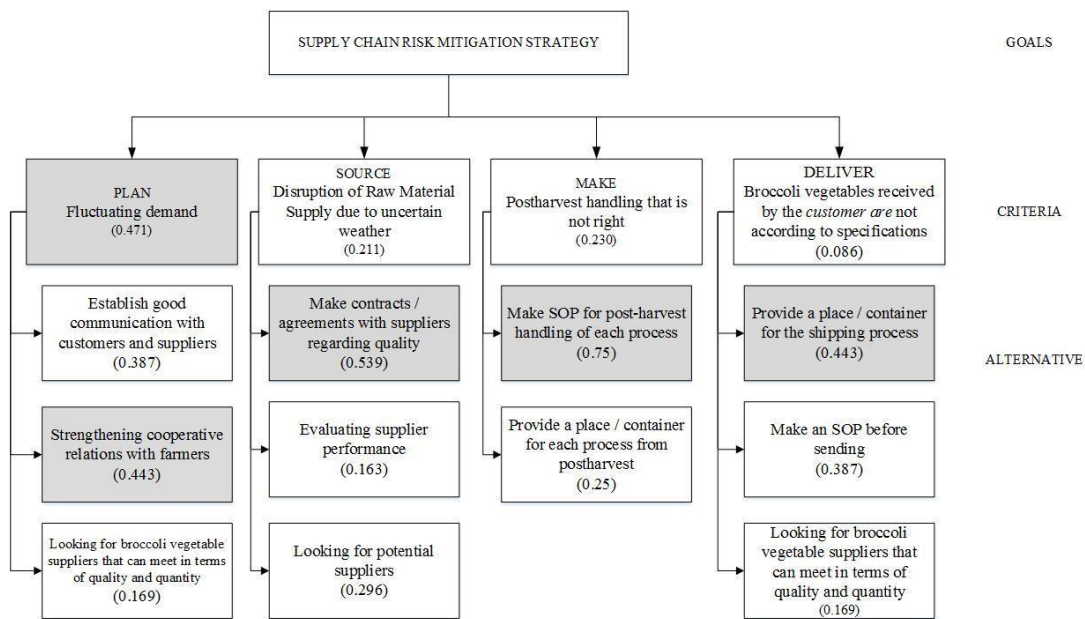 SUPPLY CHAIN RISK MITIGATION STRATEGY
GOALS
PLAN
Fluctuating demand
(0.471)
SOURCE
Disruption of Raw Material
Supply due to uncertain
weather
(0.211)
MAKE
Postharvest handling that is
not right
(0.230)
DELIVER
Broccoli vegetables received
by the customer are not
according to specifications
(0.086)
CRITERIA
Establish good
communication with
customers and suppliers
(0.387)
Make contracts /
agreements with suppliers
regarding quality
(0.539)
Make SOP for post-harvest
handling of each process
(0.75)
Provide a place / container
for the shipping process
(0.443)
ALTERNATIVE
Strengthening cooperative
relations with farmers
(0.443)
Evaluating supplier
performance
(0.163)
Provide a place / container
for each process from
postharvest
(0.25)
Make an SOP before
sending
(0.387)
Looking for broccoli vegetable
suppliers that can meet in terms
of quality and quantity
(0.169)
Looking for potential
suppliers
(0.296)
Looking for broccoli
vegetable suppliers that
can meet in terms of
quality and quantity
(0.169)